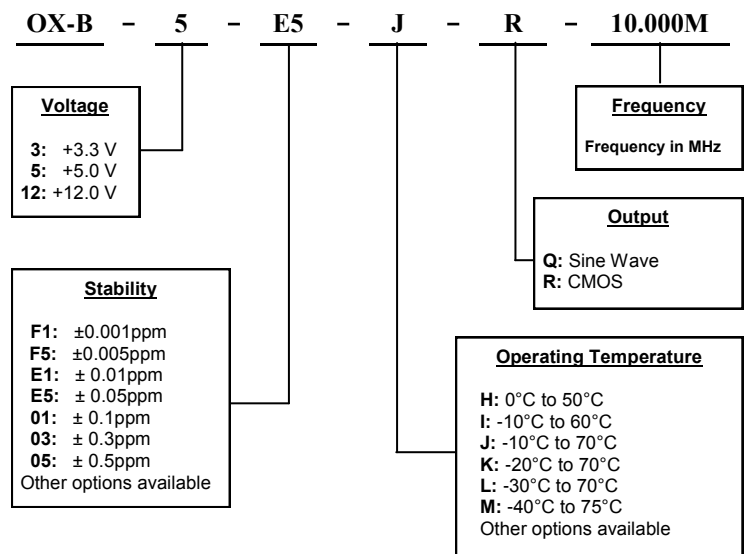 OX-B - 5 - E5 - J - R - 10.000M
Voltage
3: +3.3 V
5: +5.0 V
12: +12.0 V
Frequency
Frequency in MHz
Output
Q: Sine Wave
R: CMOS
Stability
F1: ±0.001ppm
F5: ±0.005ppm
E1: ± 0.01ppm
E5: ± 0.05ppm
01: ± 0.1ppm
03: ± 0.3ppm
05: ± 0.5ppm
Other options available
Operating Temperature
H: 0°C to 50°C
I: -10°C to 60°C
J: -10°C to 70°C
K: -20°C to 70°C
L: -30°C to 70°C
M: -40°C to 75°C
Other options available